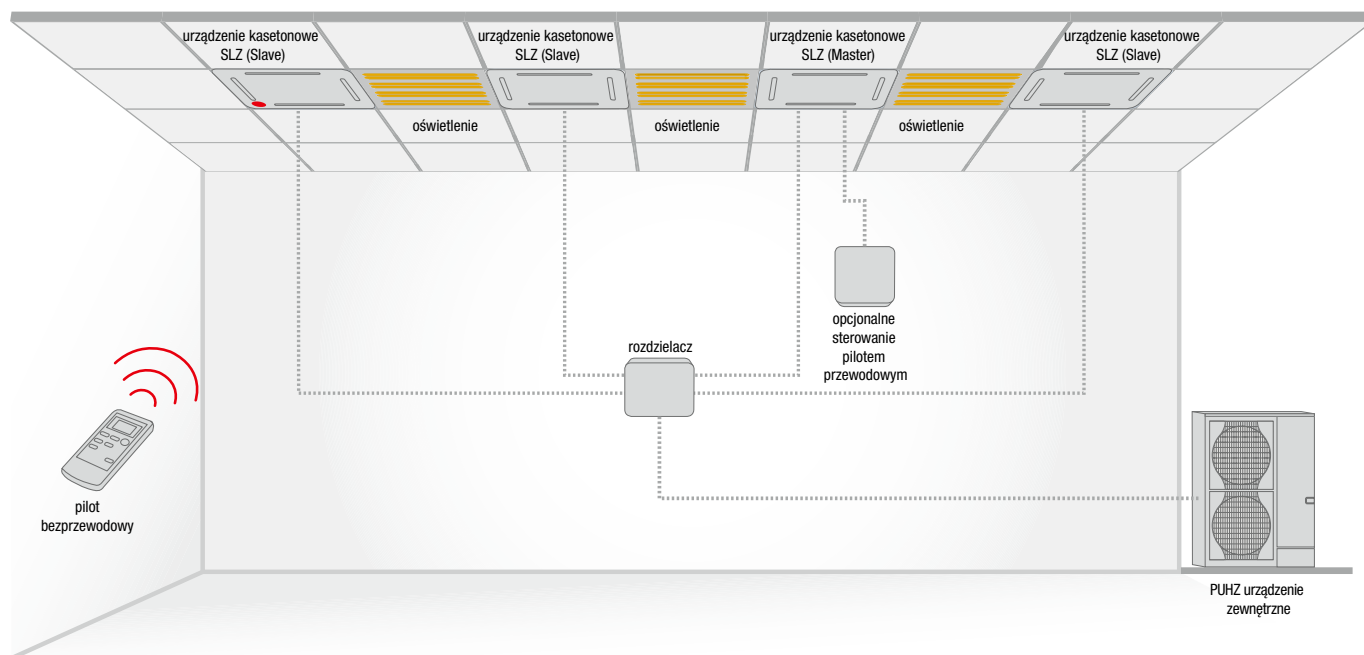 urządzenie kasetonowe
SLZ (Slave)
urządzenie kasetonowe
SLZ (Slave)
urządzenie kasetonowe
SLZ (Master)
urządzenie kasetonowe
SLZ (Slave)
oświetlenie
oświetlenie
oświetlenie
opcjonalne
sterowanie
pilotem
przewodowym
rozdzielacz
pilot
bezprzewodowy
PUHZ urządzenie
zewnętrzne